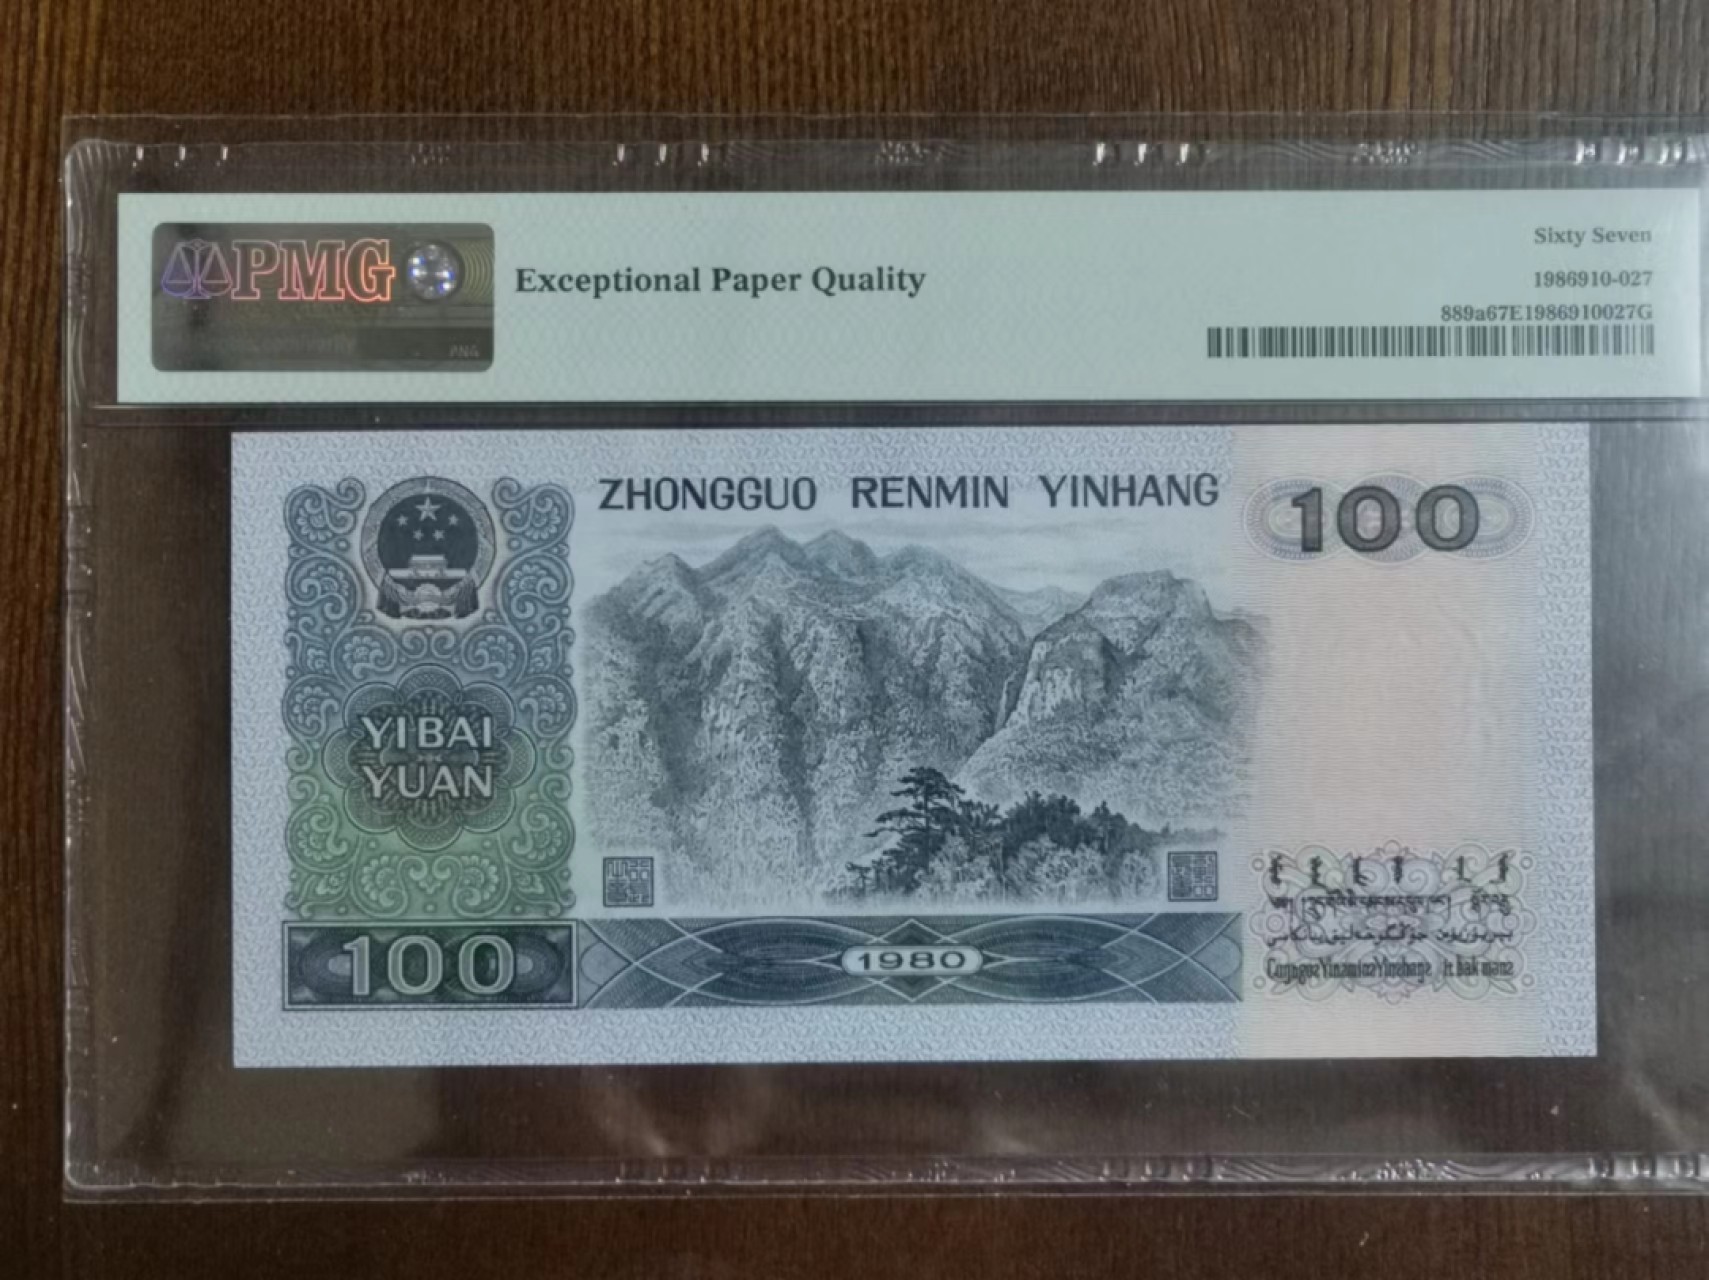 PMG
Exceptional Paper Quality
Sixty Seven
1986910-027
889a67E1986910027G
ZHONGGUO RENMIN YINHANG
100
YIBAI
YUAN
100
1980